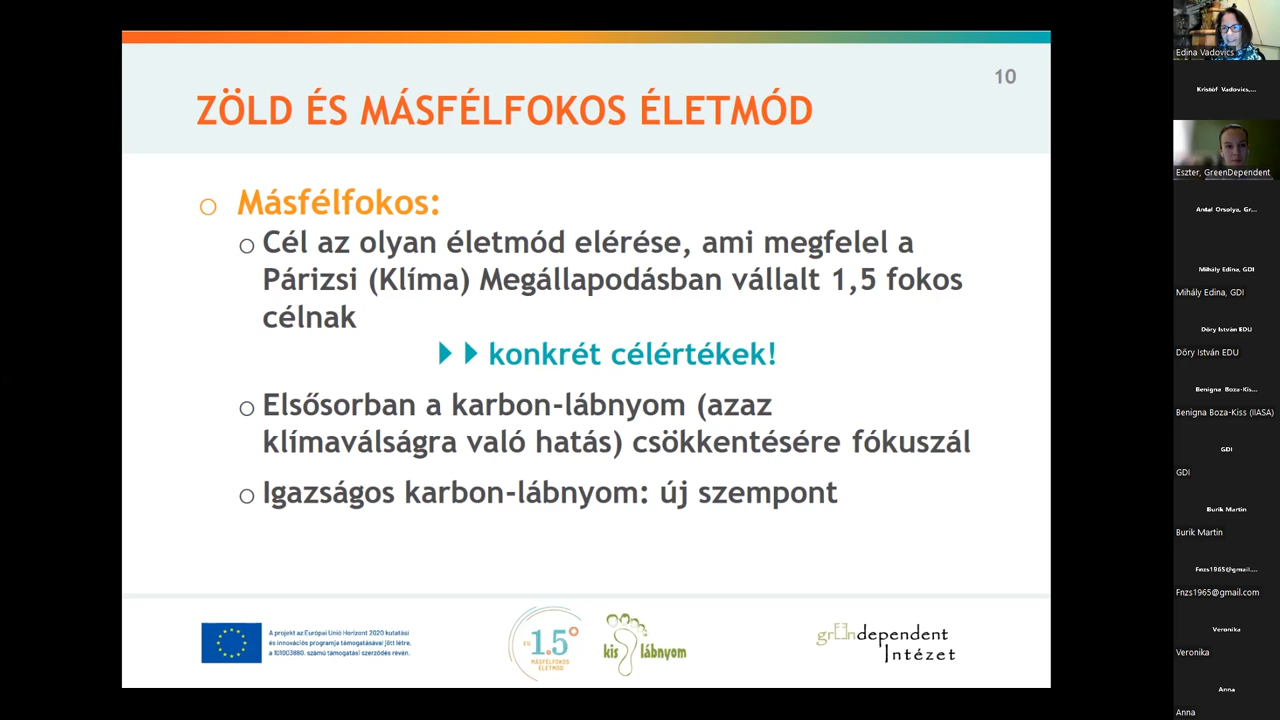 10
ZÖLD ÉS MÁSFÉLFOKOS ÉLETMÓD
Másfélfokos:
Cél az olyan életmód elérése, ami megfelel a
Párizsi (Klíma) Megállapodásban vállalt 1,5 fokos
célnak
konkrét célértékek!
Elsősorban a karbon-lábnyom (azaz
klímaválságra való hatás) csökkentésére fókuszál
Igazságos karbon-lábnyom: új szempont
A projekt az Európai Unió Horizont 2020 kutatási
és innovációs programja támogatásával jött létre,
a 101003880. számú támogatási szerződés révén.
EU 1.5°
MÁSFÉLFOKOS
ÉLETMÓD
kis lábnyom
greendependent
Intézet
Edina Vadovics
Kristóf Vadovics,...
Eszter, GreenDependent
Antal Orsolya, Gr...
Mihály Edina, GDI
Mihály Edina, GDI
Dőry István EDU
Dőry István EDU
Benigna Boza-Kis...
Benigna Boza-Kiss (IIASA)
GDI
GDI
Burik Martin
Burik Martin
Fnzs1965@gmail....
Fnzs1965@gmail.com
Veronika
Veronika
Anna
Anna